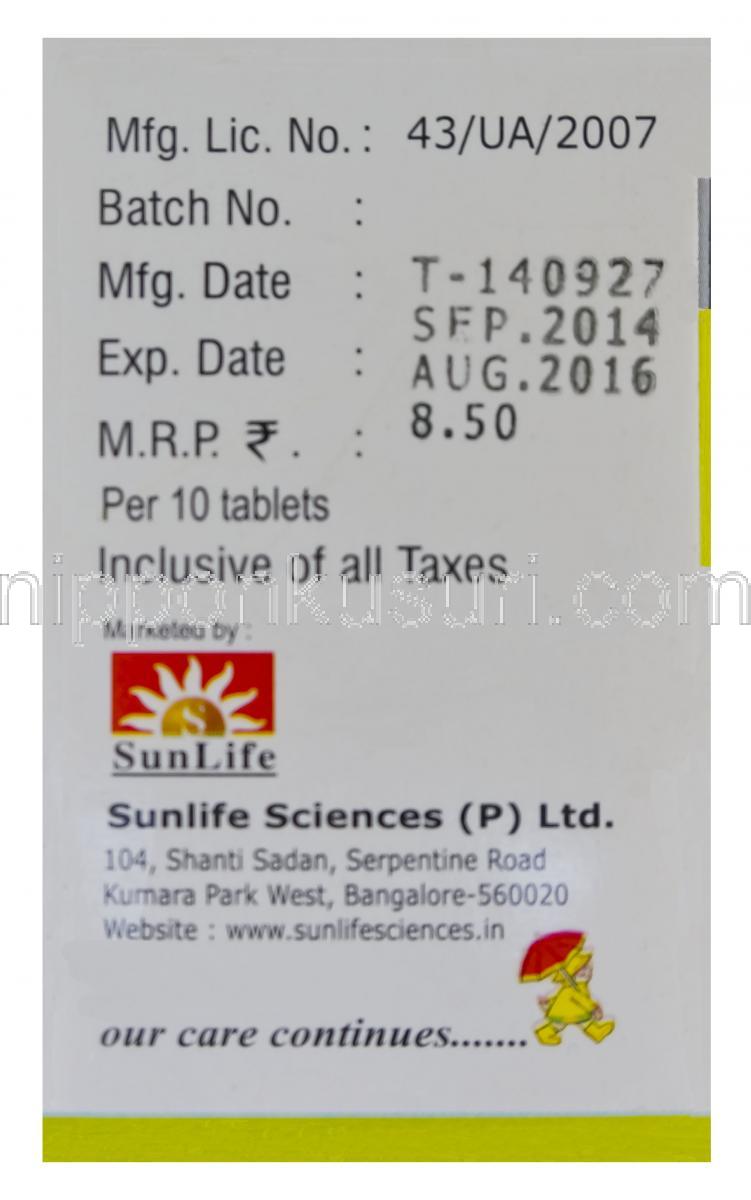 Mfg. Lic. No. : 43/UA/2007
Batch No. :
Mfg. Date : T-140927
SEP.2014
Exp. Date : AUG.2016
M.R.P. ₹ . : 8.50
Per 10 tablets
Inclusive of all Taxes
nipponkusuri.com
Marketed by :
S
SunLife
Sunlife Sciences (P) Ltd.
104, Shanti Sadan, Serpentine Road
Kumara Park West, Bangalore-560020
Website : www.sunlifesciences.in
our care continues.......